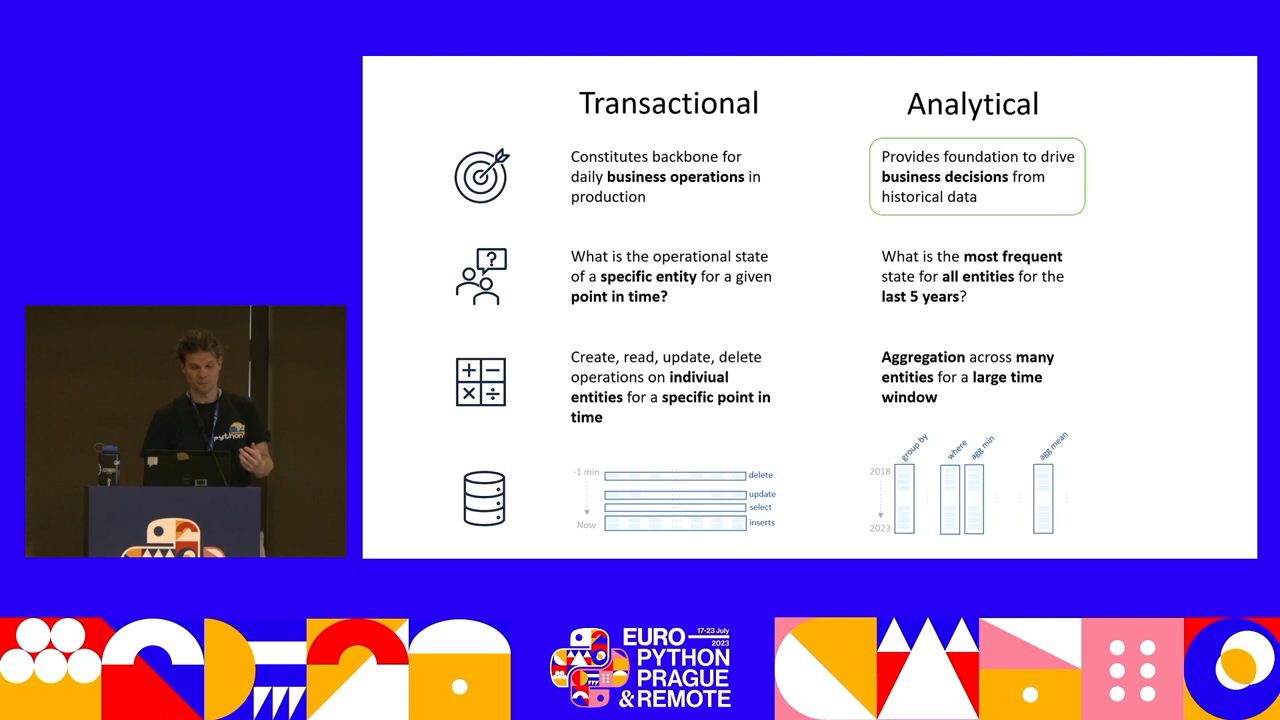 Transactional
Analytical
Constitutes backbone for
daily business operations in
production
Provides foundation to drive
business decisions from
historical data
?
What is the operational state
of a specific entity for a given
point in time?
What is the most frequent
state for all entities for the
last 5 years?
Create, read, update, delete
operations on indiviual
entities for a specific point in
time
Aggregation across many
entities for a large time
window
-1 min
Now
delete
update
select
inserts
group by
where
agg min
agg mean
2018
2023
python
17-23 July
2023
EURO
PYTHON
PRAGUE
& REMOTE